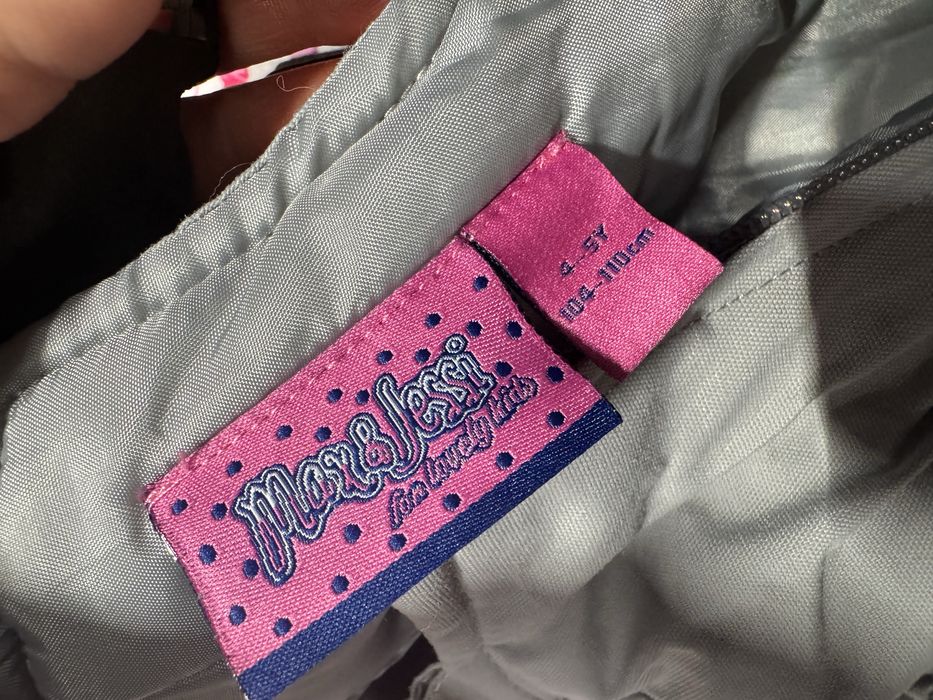 4-5Y
104-110cm
Max&Jessi
for lovely kids